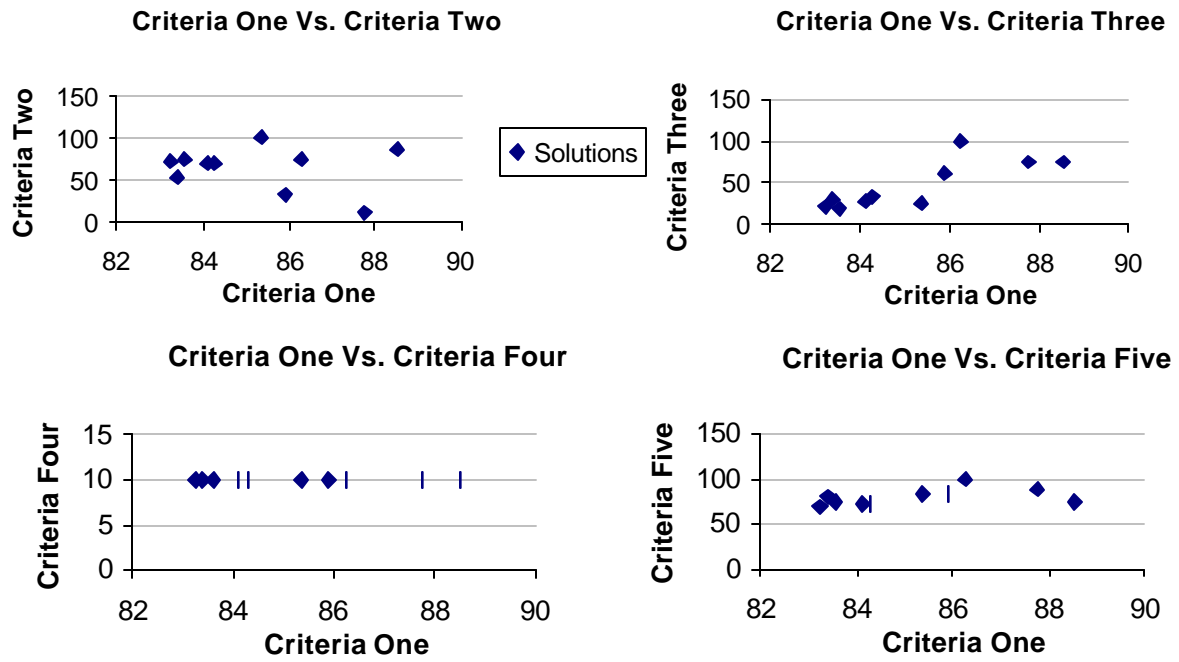 Criteria One Vs. Criteria Two
150
100
50
0
Criteria Two
82 84 86 88 90
Criteria One
Solutions
Criteria One Vs. Criteria Three
150
100
50
0
Criteria Three
82 84 86 88 90
Criteria One
Criteria One Vs. Criteria Four
15
10
5
0
Criteria Four
82 84 86 88 90
Criteria One
Criteria One Vs. Criteria Five
150
100
50
0
Criteria Five
82 84 86 88 90
Criteria One